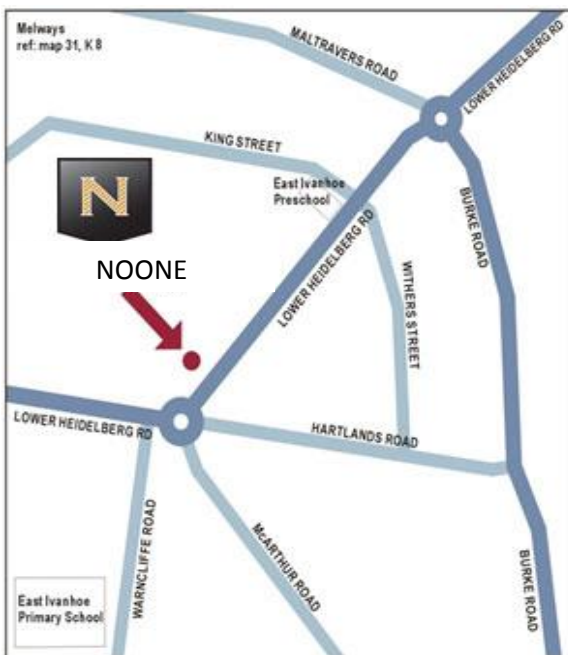 Melways
ref: map 31, K 8
MALTRAVERS ROAD
LOWER HEIDELBERG RD
KING STREET
East Ivanhoe
Preschool
N
NOONE
LOWER HEIDELBERG RD
WITHERS STREET
BURKE ROAD
LOWER HEIDELBERG RD
HARTLANDS ROAD
WARNCLIFFE ROAD
McARTHUR ROAD
BURKE ROAD
East Ivanhoe
Primary School